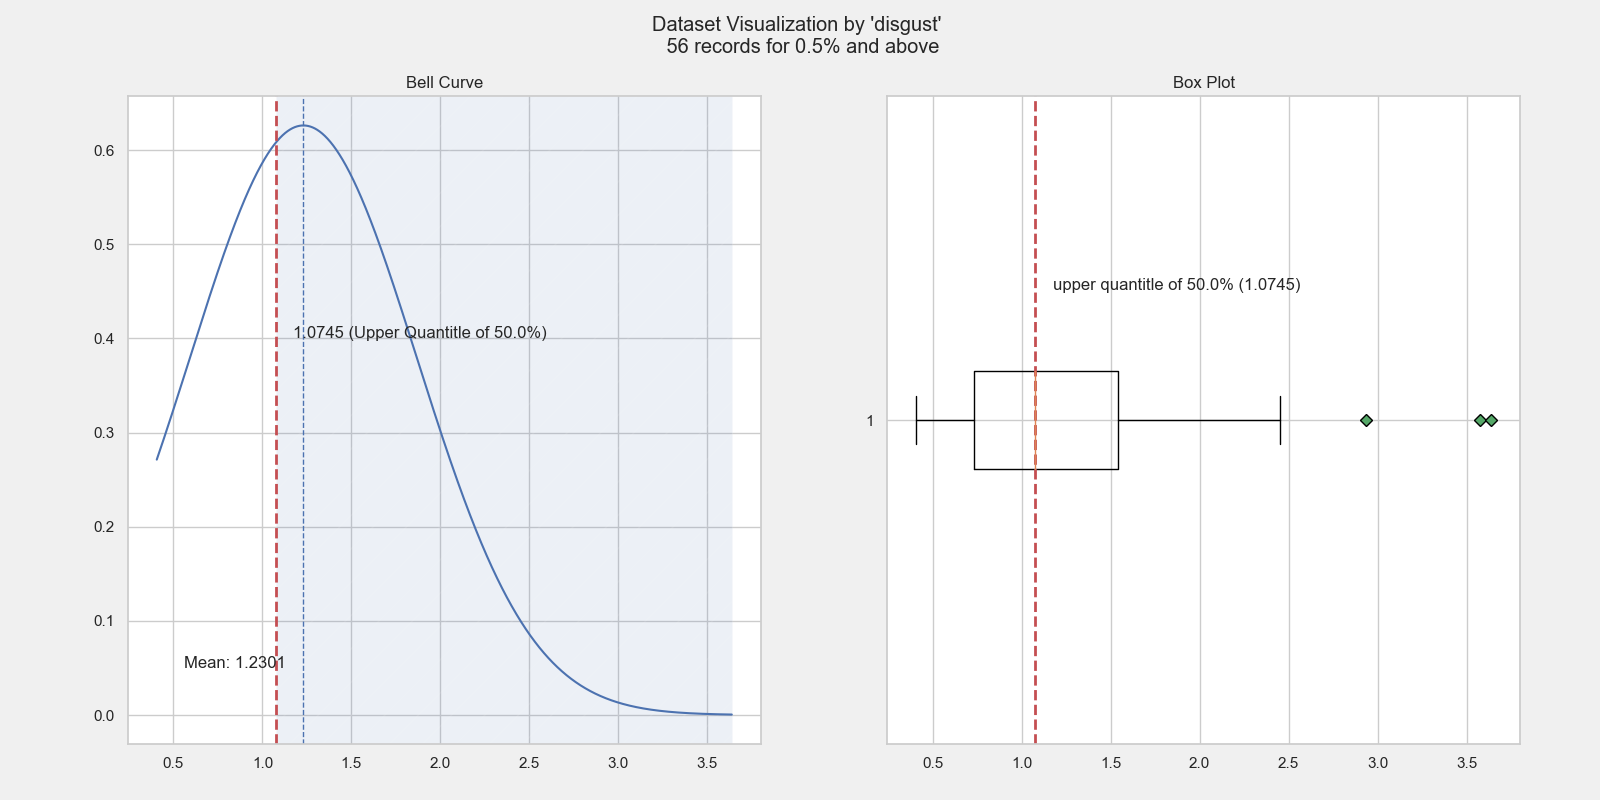 Dataset Visualization by 'disgust'
56 records for 0.5% and above
Bell Curve
0.6
0.5
0.4
0.3
0.2
0.1
0.0
1.0745 (Upper Quantitle of 50.0%)
Mean: 1.2301
0.5 1.0 1.5 2.0 2.5 3.0 3.5
Box Plot
upper quantitle of 50.0% (1.0745)
1
0.5 1.0 1.5 2.0 2.5 3.0 3.5